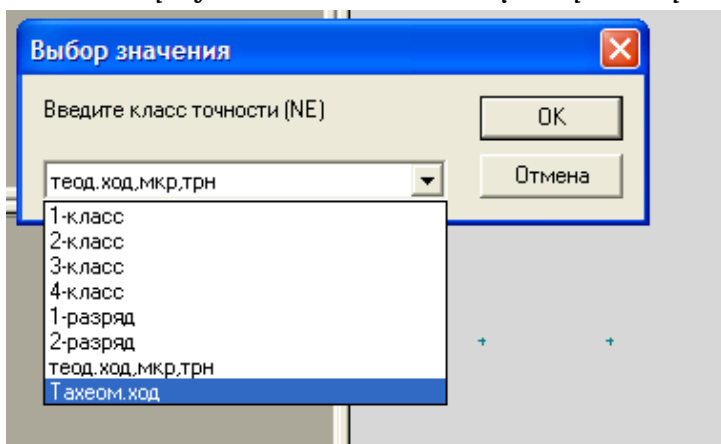 Выбор значения
Введите класс точности (NE)
OK
теод.ход,мкр,трн
Отмена
1-класс
2-класс
3-класс
4-класс
1-разряд
2-разряд
теод.ход,мкр,трн
Тахеом.ход